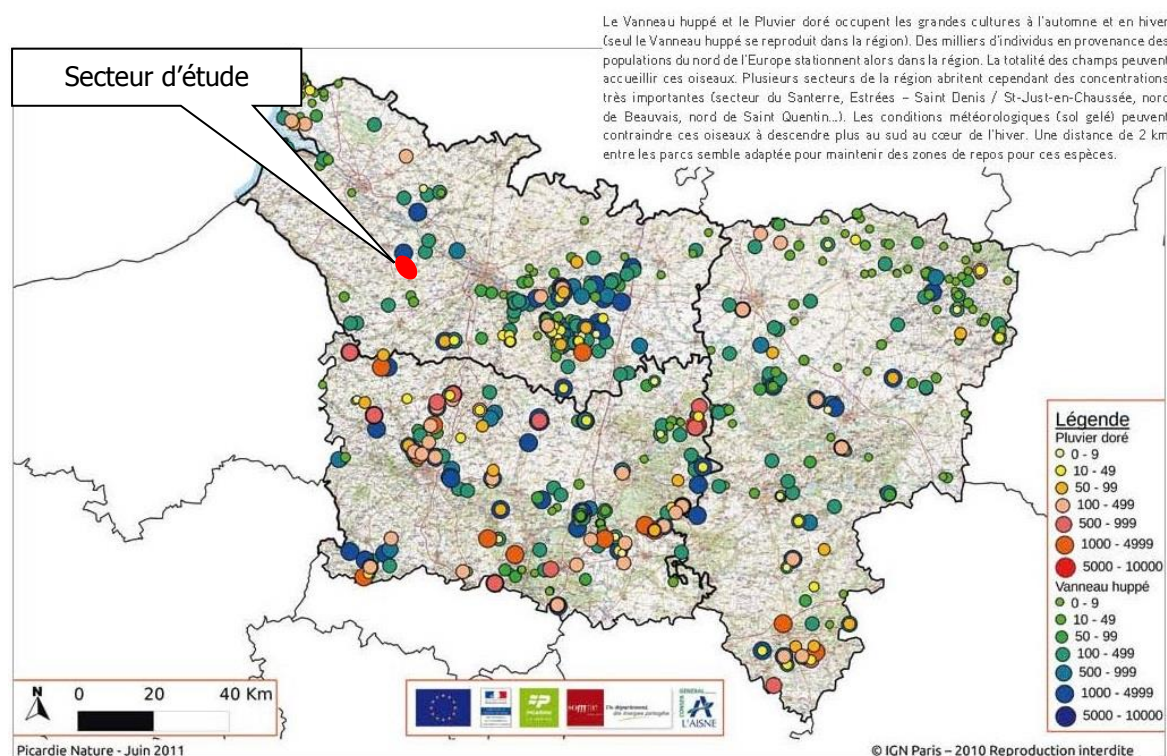 Le Vanneau huppé et le Pluvier doré occupent les grandes cultures à l'automne et en hiver
(seul le Vanneau huppé se reproduit dans la région). Des milliers d'individus en provenance des
populations du nord de l'Europe stationnent alors dans la région. La totalité des champs peuvent
accueillir ces oiseaux. Plusieurs secteurs de la région abritent cependant des concentrations
très importantes (secteur du Santerre, Estrées - Saint Denis / St-Just-en-Chaussée, nord
de Beauvais, nord de Saint Quentin...). Les conditions météorologiques (sol gelé) peuvent
contraindre ces oiseaux à descendre plus au sud au cœur de l'hiver. Une distance de 2 km
entre les parcs semble adaptée pour maintenir des zones de repos pour ces espèces.
Secteur d'étude
Légende
Pluvier doré
0 - 9
10 - 49
50 - 99
100 - 499
500 - 999
1000 - 4999
5000 - 10000
Vanneau huppé
0 - 9
10 - 49
50 - 99
100 - 499
500 - 999
1000 - 4999
5000 - 10000
N
0 20 40 Km
PICARDIE
L'AISNE
Picardie Nature - Juin 2011
© IGN Paris – 2010 Reproduction interdite